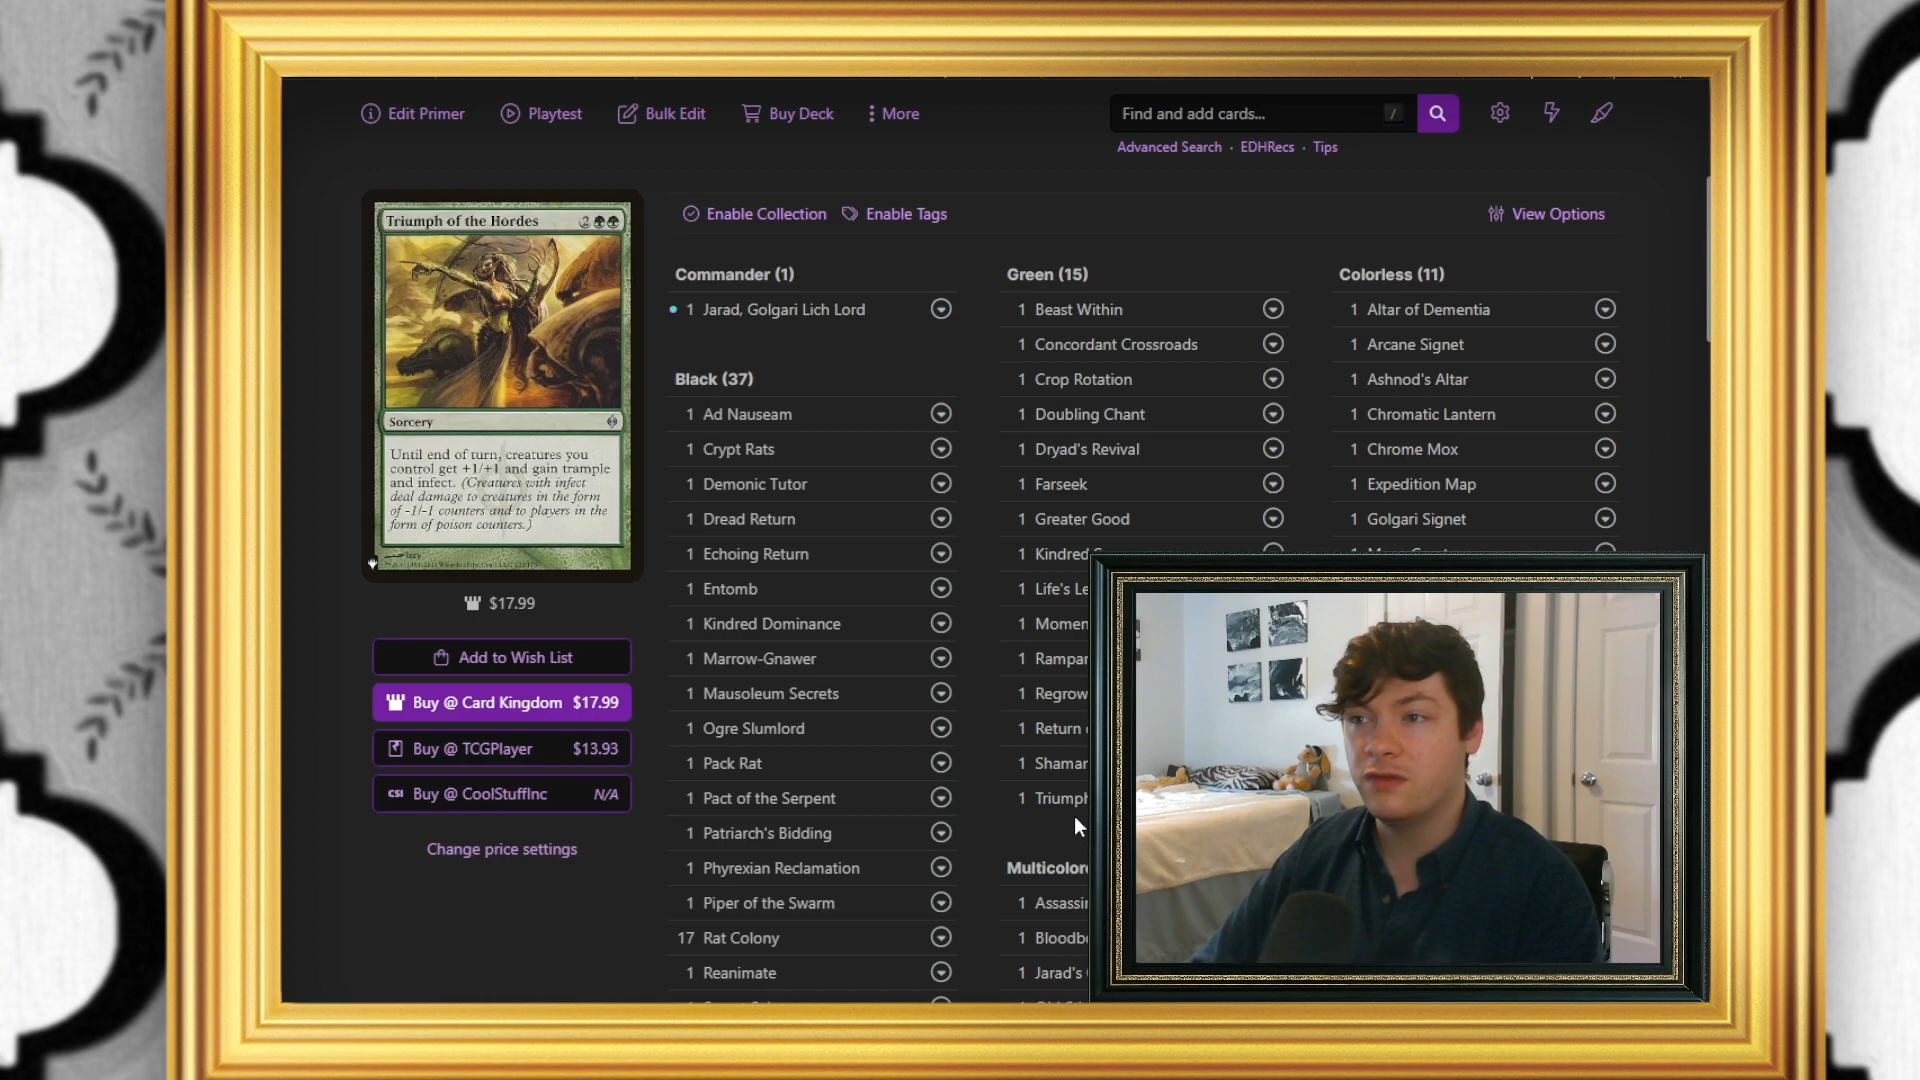 Edit Primer
Playtest
Bulk Edit
Buy Deck
More
Find and add cards...
/
Advanced Search · EDHRecs · Tips
Triumph of the Hordes 2
Sorcery
Until end of turn, creatures you
control get +1/+1 and gain trample
and infect. (Creatures with infect
deal damage to creatures in the form
of -1/-1 counters and to players in the
form of poison counters.)
Izzy
$17.99
Add to Wish List
Buy @ Card Kingdom $17.99
Buy @ TCGPlayer $13.93
CSI Buy @ CoolStuffInc N/A
Change price settings
Enable Collection
Enable Tags
View Options
Commander (1)
1 Jarad, Golgari Lich Lord
Black (37)
1 Ad Nauseam
1 Crypt Rats
1 Demonic Tutor
1 Dread Return
1 Echoing Return
1 Entomb
1 Kindred Dominance
1 Marrow-Gnawer
1 Mausoleum Secrets
1 Ogre Slumlord
1 Pack Rat
1 Pact of the Serpent
1 Patriarch's Bidding
1 Phyrexian Reclamation
1 Piper of the Swarm
17 Rat Colony
1 Reanimate
Green (15)
1 Beast Within
1 Concordant Crossroads
1 Crop Rotation
1 Doubling Chant
1 Dryad's Revival
1 Farseek
1 Greater Good
1 Kindred
1 Life's Le
1 Momen
1 Rampar
1 Regrow
1 Return
1 Shamar
1 Triumph
Multicolore
1 Assassin
1 Bloodb
1 Jarad's
Colorless (11)
1 Altar of Dementia
1 Arcane Signet
1 Ashnod's Altar
1 Chromatic Lantern
1 Chrome Mox
1 Expedition Map
1 Golgari Signet